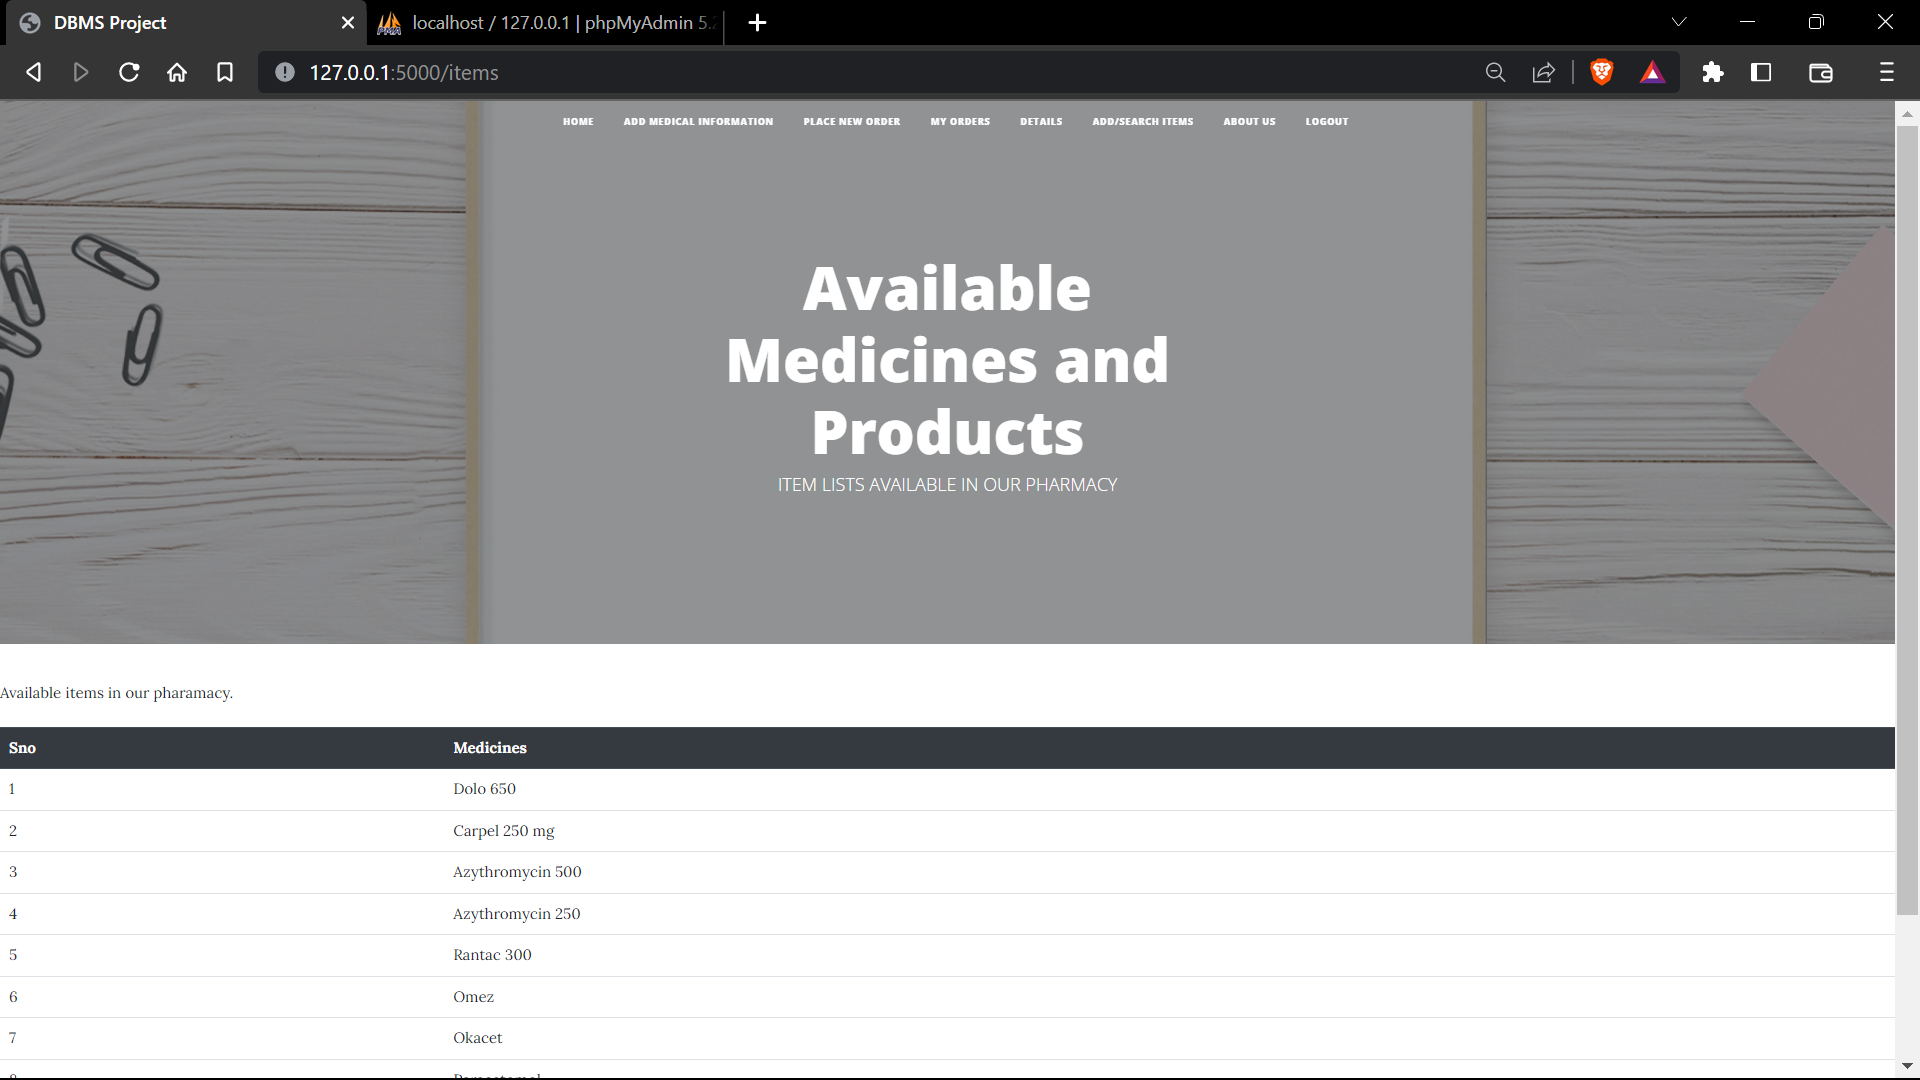 DBMS Project
localhost / 127.0.0.1 | phpMyAdmin 5.2
127.0.0.1:5000/items
HOME ADD MEDICAL INFORMATION PLACE NEW ORDER MY ORDERS DETAILS ADD/SEARCH ITEMS ABOUT US LOGOUT
Available
Medicines and
Products
ITEM LISTS AVAILABLE IN OUR PHARMACY
Available items in our pharamacy.
Sno Medicines
1 Dolo 650
2 Carpel 250 mg
3 Azythromycin 500
4 Azythromycin 250
5 Rantac 300
6 Omez
7 Okacet